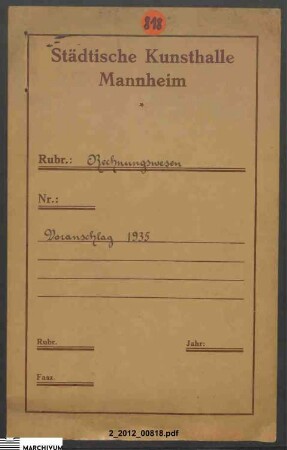 818
Städtische Kunsthalle
Mannheim
Rubr.: Rechnungswesen
Nr.:
Voranschlag 1935
Rubr. Jahr:
Fasz.
2_2012_00818.pdf
MARCHIVUM